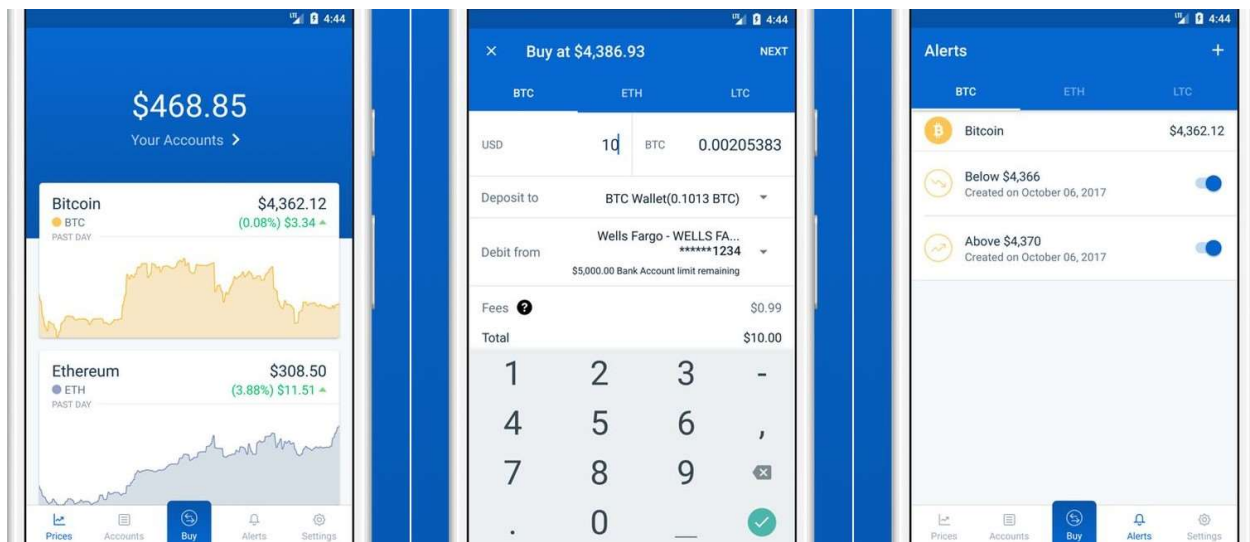 LTE 4:44
$468.85
Your Accounts
Bitcoin $4,362.12
BTC (0.08%) $3.34
PAST DAY
Ethereum $308.50
ETH (3.88%) $11.51
PAST DAY
Prices Accounts Buy Alerts Settings
LTE 4:44
× Buy at $4,386.93 NEXT
BTC ETH LTC
USD 10 BTC 0.00205383
Deposit to BTC Wallet(0.1013 BTC)
Wells Fargo - WELLS FA...
Debit from ******1234
$5,000.00 Bank Account limit remaining
Fees ? $0.99
Total $10.00
1 2 3 -
4 5 6 ,
7 8 9
. 0 _
LTE 4:44
Alerts +
BTC ETH LTC
Bitcoin $4,362.12
Below $4,366
Created on October 06, 2017
Above $4,370
Created on October 06, 2017
Prices Accounts Buy Alerts Settings